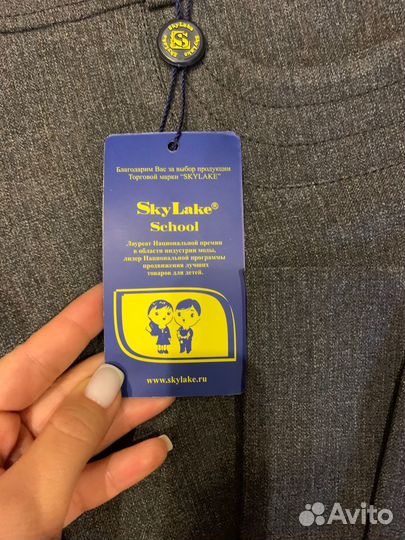 SkyLake
S
SkyLake
Благодарим Вас за выбор продукции
Торговой марки "SKYLAKE"
SkyLake®
School
Лауреат Национальной премии
в области индустрии моды,
лидер Национальной программы
продвижения лучших
товаров для детей.
www.skylake.ru
Avito